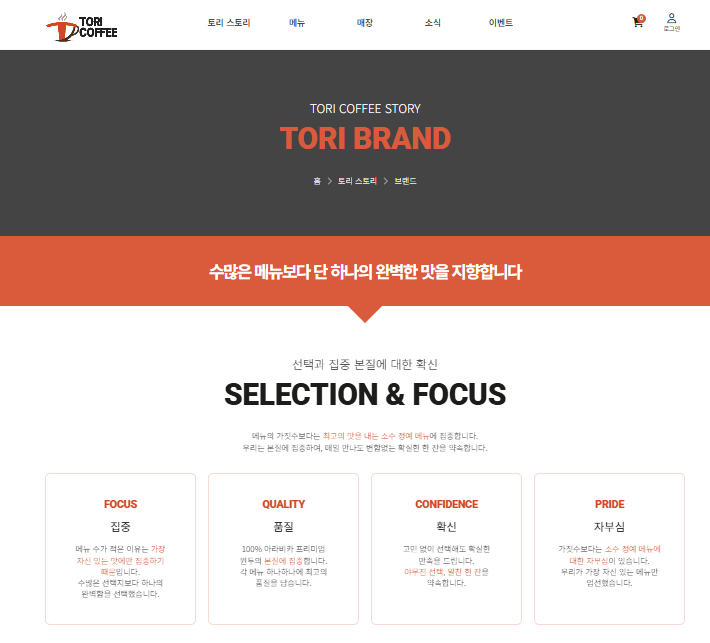 TORI
COFFEE
토리 스토리 메뉴 매장 소식 이벤트
0
로그인
TORI COFFEE STORY
TORI BRAND
홈 > 토리 스토리 > 브랜드
수많은 메뉴보다 단 하나의 완벽한 맛을 지향합니다
선택과 집중 본질에 대한 확신
SELECTION & FOCUS
메뉴의 가짓수보다는 최고의 맛을 내는 소수 정예 메뉴에 집중합니다.
우리는 본질에 집중하여, 매일 만나도 변함없는 확실한 한 잔을 약속합니다.
FOCUS
집중
메뉴 수가 적은 이유는 가장
자신 있는 맛에만 집중하기
때문입니다.
수많은 선택지보다 하나의
완벽함을 선택했습니다.
QUALITY
품질
100% 아라비카 프리미엄
원두의 본질에 집중합니다.
각 메뉴 하나하나에 최고의
품질을 담습니다.
CONFIDENCE
확신
고민 없이 선택해도 확실한
만족을 드립니다.
야무진 선택, 알찬 한 잔을
약속합니다.
PRIDE
자부심
가짓수보다는 소수 정예 메뉴에
대한 자부심이 있습니다.
우리가 가장 자신 있는 메뉴만
엄선했습니다.